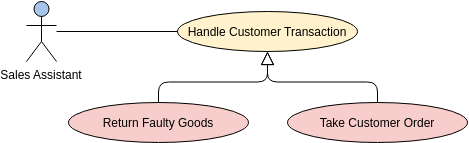 Handle Customer Transaction
Sales Assistant
Return Faulty Goods
Take Customer Order